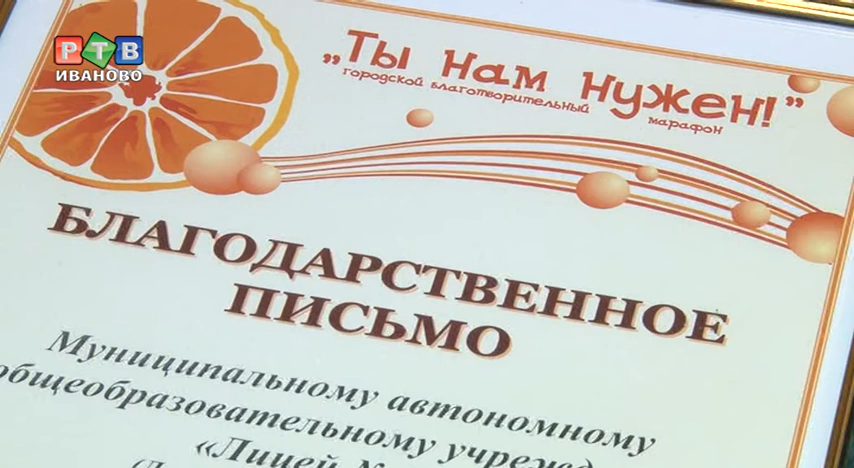 РТВ
ИВАНОВО
„Ты нам нужен!”
городской благотворительный
марафон
БЛАГОДАРСТВЕННОЕ
ПИСЬМО
Муниципальному автономному
общеобразовательному
«Лицей